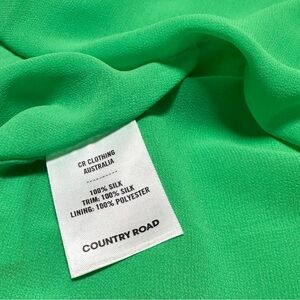 CR CLOTHING
AUSTRALIA
----------
100% SILK
TRIM: 100% SILK
LINING: 100% POLYESTER
COUNTRY ROAD